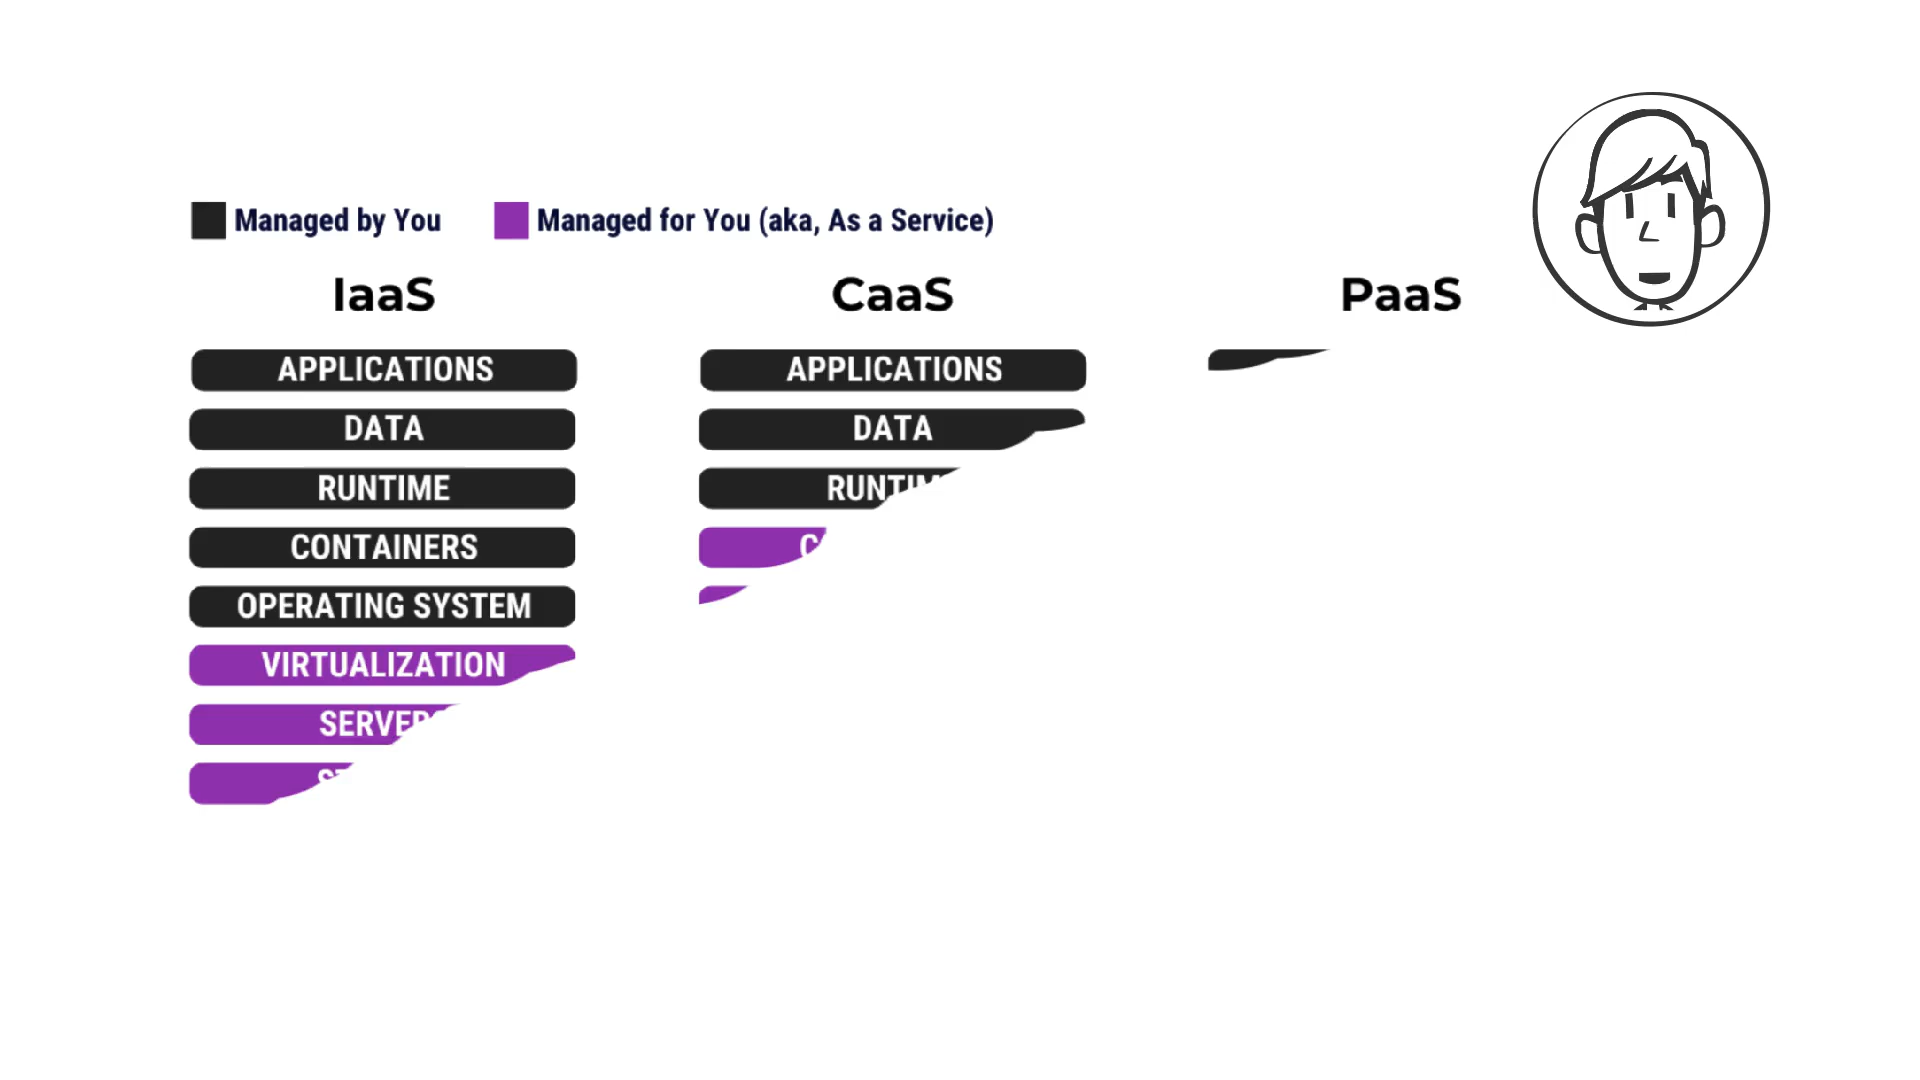 Managed by You
Managed for You (aka, As a Service)
IaaS
CaaS
PaaS
APPLICATIONS
DATA
RUNTIME
CONTAINERS
OPERATING SYSTEM
VIRTUALIZATION
APPLICATIONS
DATA